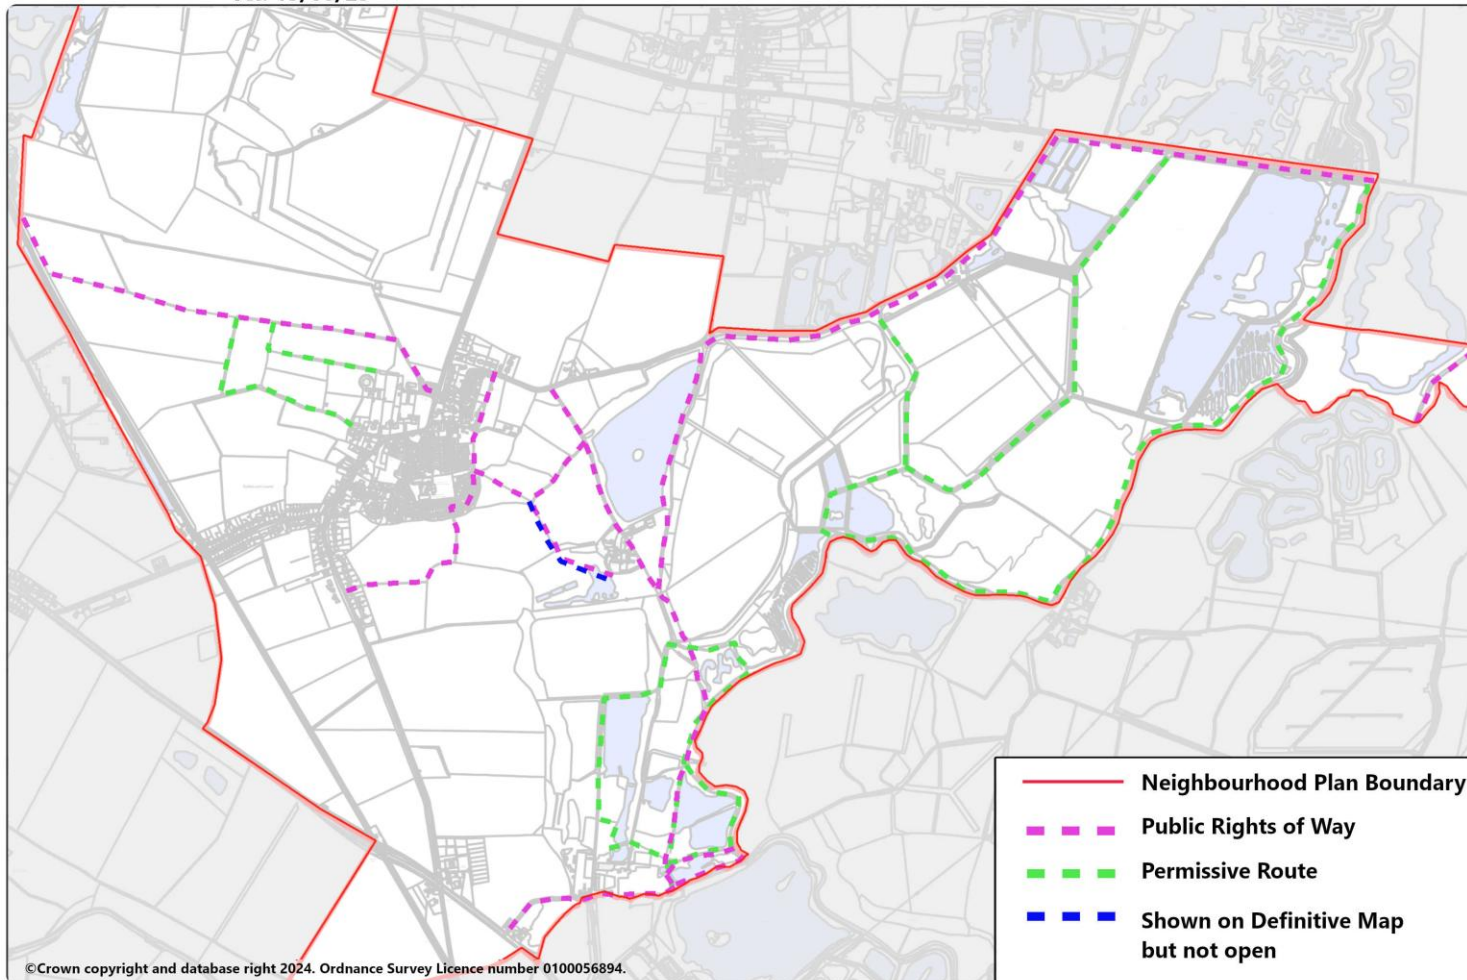 Neighbourhood Plan Boundary
Public Rights of Way
Permissive Route
Shown on Definitive Map
but not open
©Crown copyright and database right 2024. Ordnance Survey Licence number 0100056894.